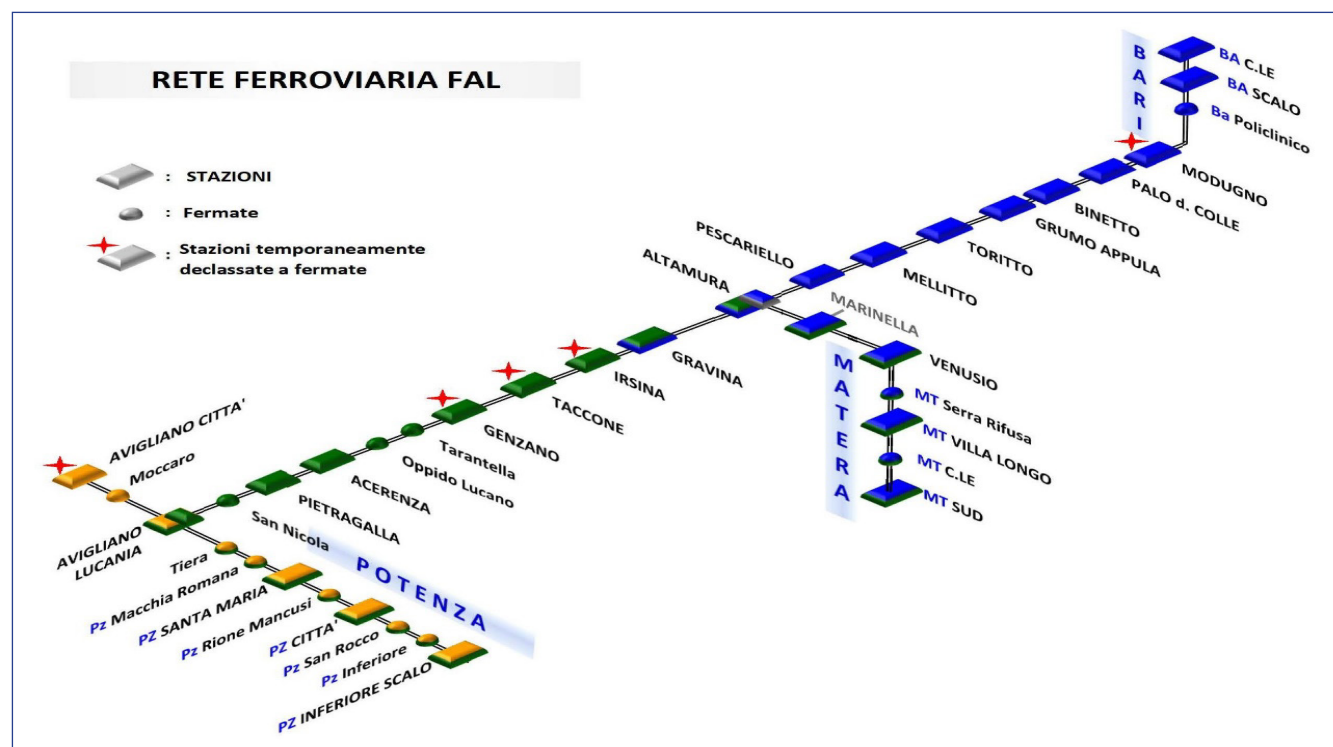 RETE FERROVIARIA FAL
: STAZIONI
: Fermate
: Stazioni temporaneamente
declassate a fermate
BARI
BA C.LE
BA SCALO
Ba Policlinico
MODUGNO
PALO d. COLLE
BINETTO
GRUMO APPULA
TORITTO
MELLITTO
PESCARIELLO
ALTAMURA
MARINELLA
VENUSIO
MATERA
MT Serra Rifusa
MT VILLA LONGO
MT C.LE
MT SUD
GRAVINA
IRSINA
TACCONE
GENZANO
Tarantella
Oppido Lucano
ACERENZA
PIETRAGALLA
San Nicola
AVIGLIANO CITTA'
Moccaro
AVIGLIANO
LUCANIA
POTENZA
Tiera
Pz Macchia Romana
PZ SANTA MARIA
Pz Rione Mancusi
PZ CITTA'
Pz San Rocco
Pz Inferiore
PZ INFERIORE SCALO